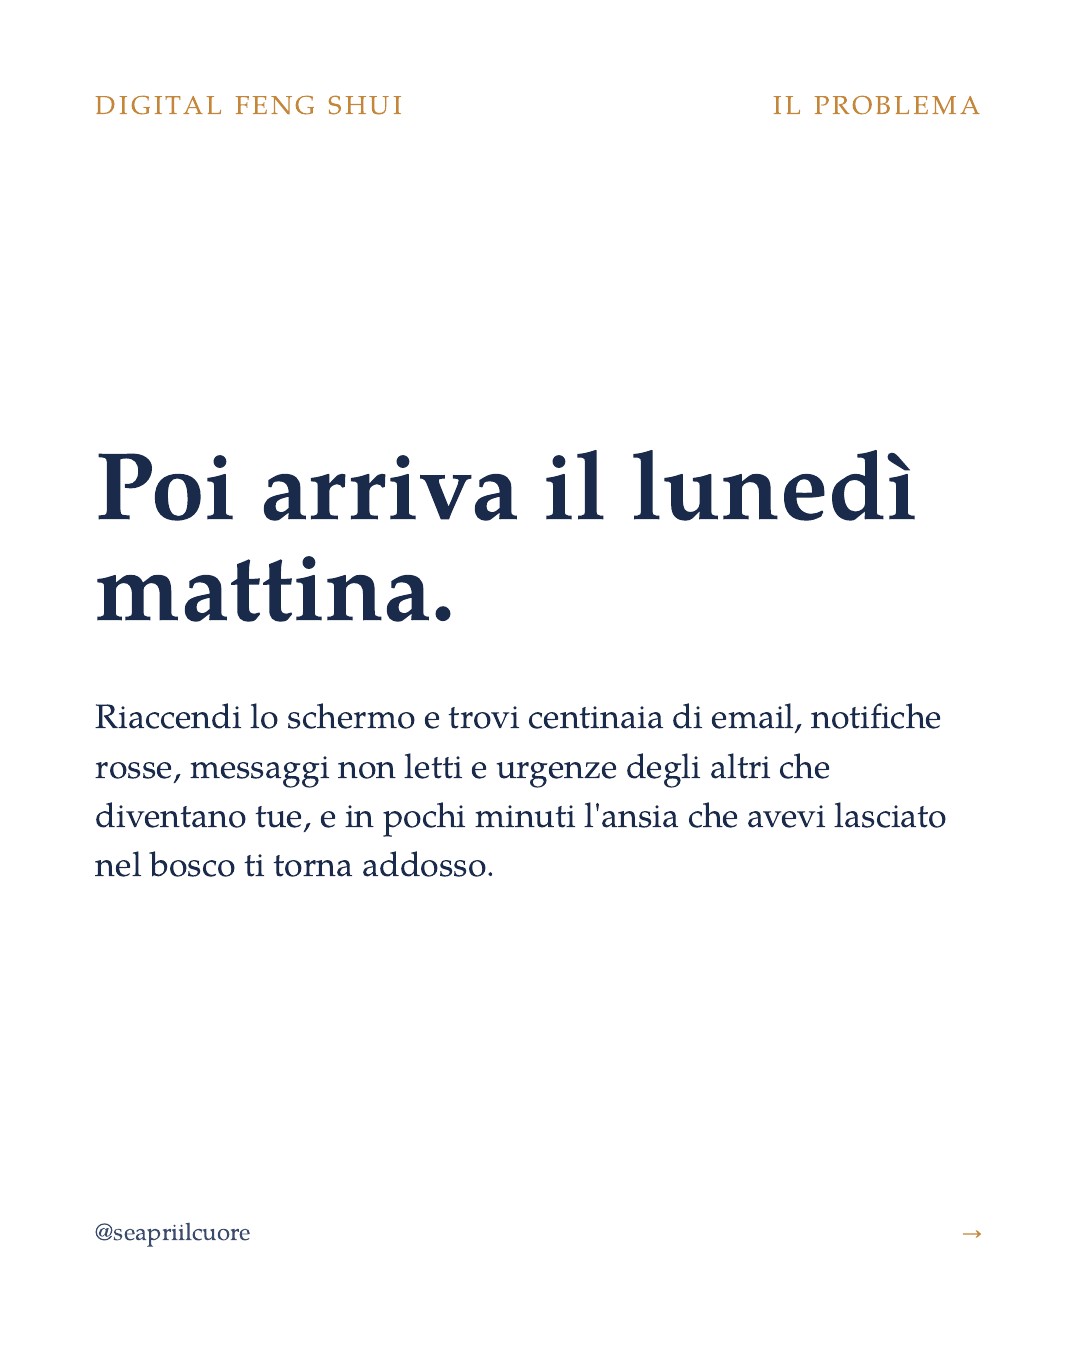 DIGITAL FENG SHUI
IL PROBLEMA
Poi arriva il lunedì
mattina.
Riaccendi lo schermo e trovi centinaia di email, notifiche
rosse, messaggi non letti e urgenze degli altri che
diventano tue, e in pochi minuti l'ansia che avevi lasciato
nel bosco ti torna addosso.
@seapriilcuore
→